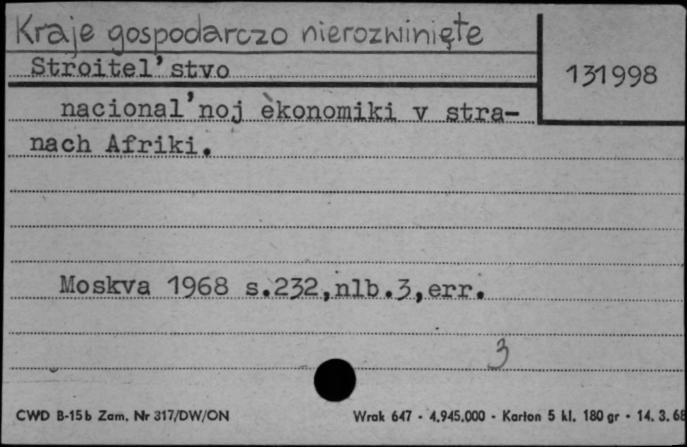 Kraje gospodarczo nierozwinięte
Stroitel'stvo
131998
nacional'noj èkonomiki v stra-
nach Afriki.
Moskva 1968 s.232,nlb.3,err.
3
CWD B-15b Zam. Nr 317/DW/ON
Wrak 647 - 4.945.000 - Karton 5 kl. 180 gr - 14. 3. 68